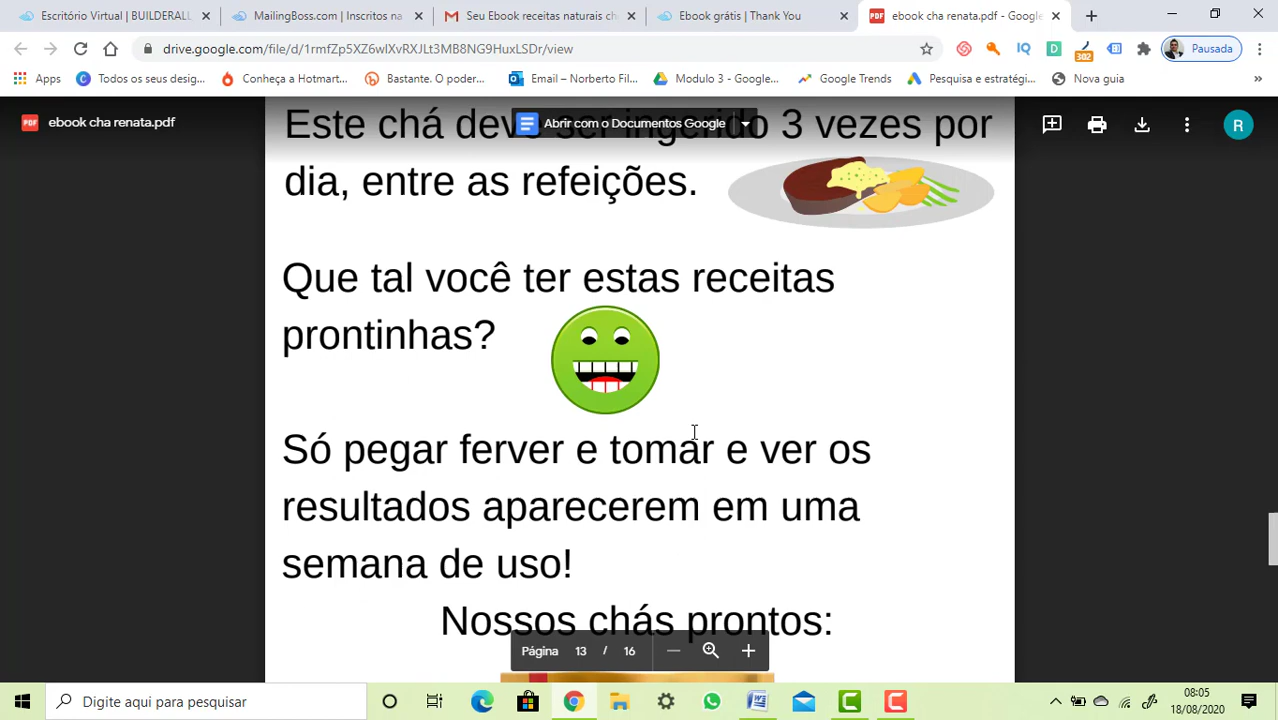 Escritório Virtual | BUILDERALL
MailingBoss.com | Inscritos na
Seu Ebook receitas naturais
Ebook grátis | Thank You
ebook cha renata.pdf - Google
drive.google.com/file/d/1rmfZp5XZ6wIXvRXJLt3MB8NG9HuxLSDr/view
302
Pausada
Apps
Todos os seus desig...
Conheça a Hotmart...
Bastante. O poder...
Email – Norberto Fil...
Modulo 3 - Google...
Google Trends
Pesquisa e estratégi...
Nova guia
PDF ebook cha renata.pdf
Abrir com o Documentos Google
R
Este chá deve ser ingerido 3 vezes por
dia, entre as refeições.
Que tal você ter estas receitas
prontinhas?
Só pegar ferver e tomar e ver os
resultados aparecerem em uma
semana de uso!
Nossos chás prontos:
Página 13 / 16
Digite aqui para pesquisar
08:05
18/08/2020